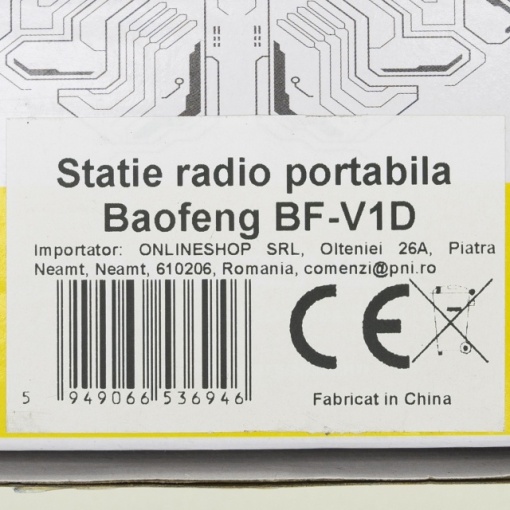 Statie radio portabila
Baofeng BF-V1D
Importator: ONLINESHOP SRL, Olteniei 26A, Piatra
Neamt, Neamt, 610206, Romania, comenzi@pni.ro
CE
5 949066 536946
Fabricat in China